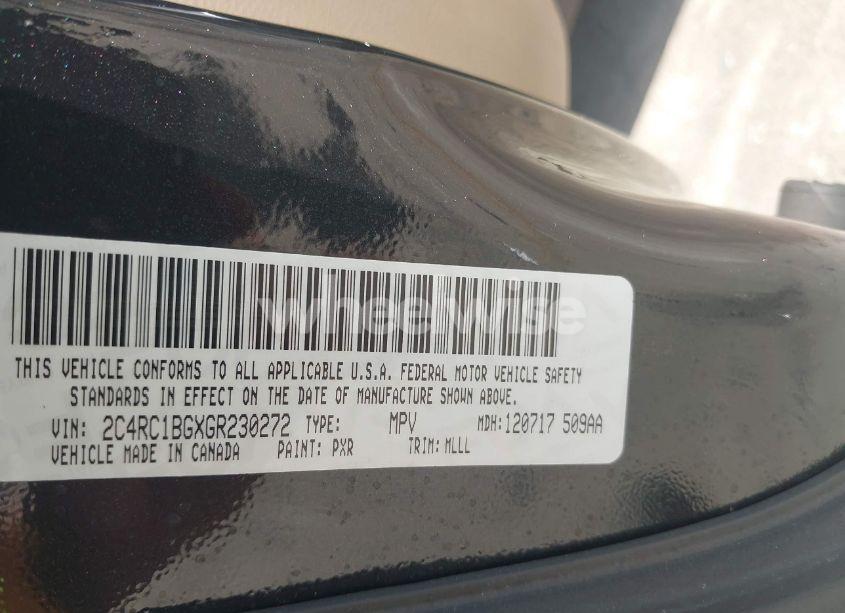 wheelwise
THIS VEHICLE CONFORMS TO ALL APPLICABLE U.S.A. FEDERAL MOTOR VEHICLE SAFETY
STANDARDS IN EFFECT ON THE DATE OF MANUFACTURE SHOWN ABOVE.
VIN: 2C4RC1BGXGR230272 TYPE: MPV MDH:120717 509AA
VEHICLE MADE IN CANADA PAINT: PXR TRIM: MLLL